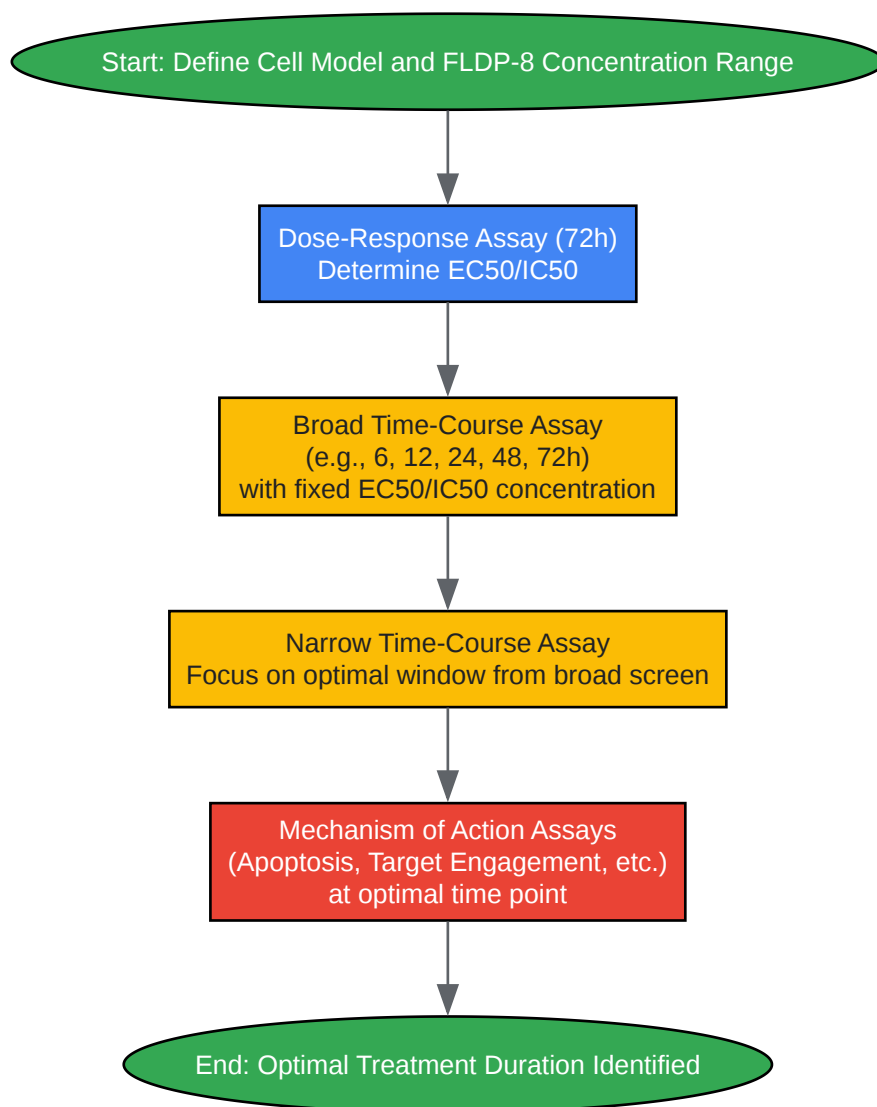 Start: Define Cell Model and FLDP-8 Concentration Range
Dose-Response Assay (72h)
Determine EC50/IC50
Broad Time-Course Assay
(e.g., 6, 12, 24, 48, 72h)
with fixed EC50/IC50 concentration
Narrow Time-Course Assay
Focus on optimal window from broad screen
Mechanism of Action Assays
(Apoptosis, Target Engagement, etc.)
at optimal time point
End: Optimal Treatment Duration Identified